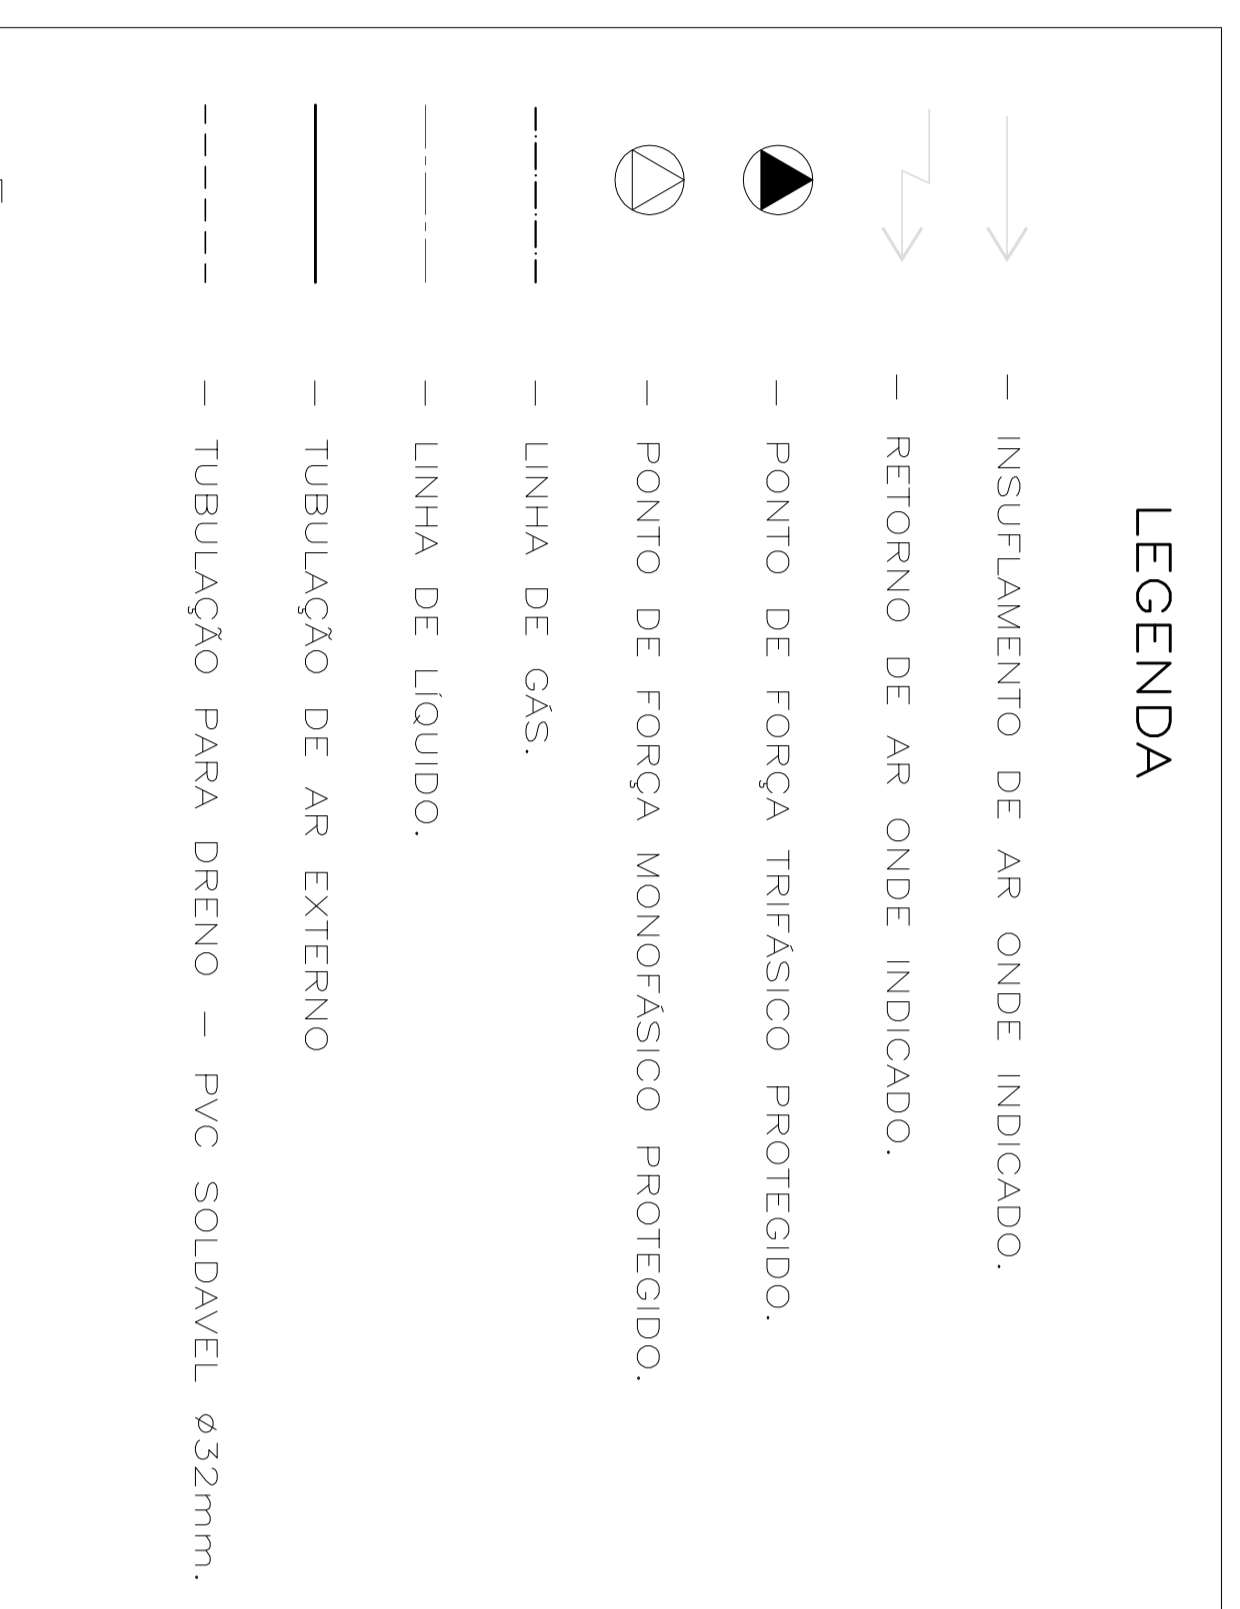 LEGENDA
— INSUFLAMENTO DE AR ONDE INDICADO.
— RETORNO DE AR ONDE INDICADO.
— PONTO DE FORÇA TRIFÁSICO PROTEGIDO.
— PONTO DE FORÇA MONOFÁSICO PROTEGIDO.
— LINHA DE GÁS.
— LINHA DE LÍQUIDO.
— TUBULAÇÃO DE AR EXTERNO
— TUBULAÇÃO PARA DRENO — PVC SOLDAVEL Ø32mm.